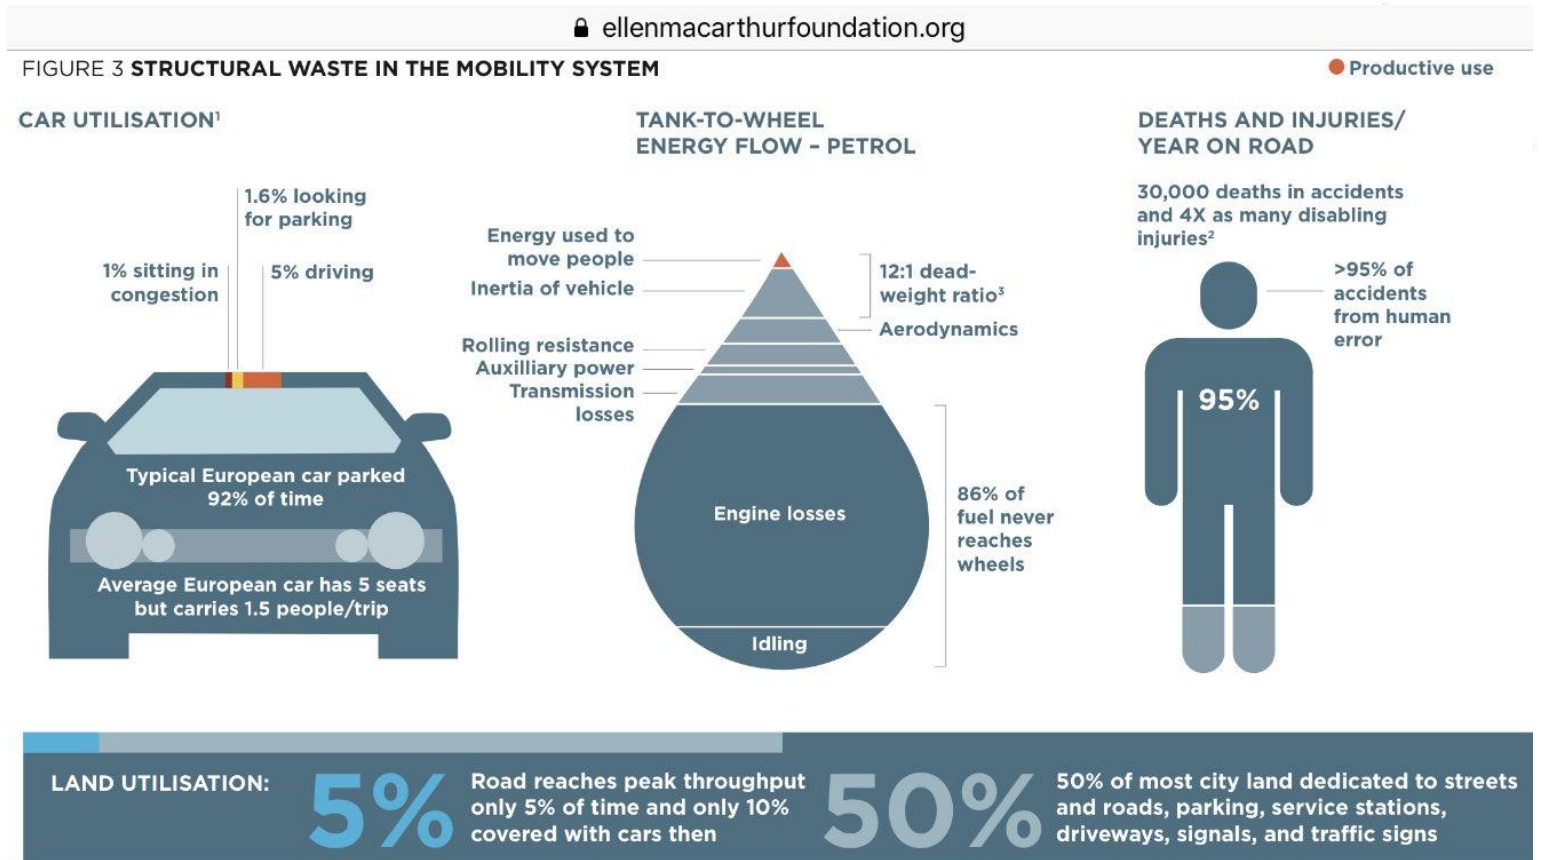 ellenmacarthurfoundation.org
FIGURE 3 STRUCTURAL WASTE IN THE MOBILITY SYSTEM
Productive use
CAR UTILISATION¹
1.6% looking
for parking
1% sitting in
congestion
5% driving
Typical European car parked
92% of time
Average European car has 5 seats
but carries 1.5 people/trip
TANK-TO-WHEEL
ENERGY FLOW – PETROL
Energy used to
move people
Inertia of vehicle
12:1 dead-
weight ratio³
Aerodynamics
Rolling resistance
Auxilliary power
Transmission
losses
Engine losses
86% of
fuel never
reaches
wheels
Idling
DEATHS AND INJURIES/
YEAR ON ROAD
30,000 deaths in accidents
and 4X as many disabling
injuries²
>95% of
accidents
from human
error
95%
LAND UTILISATION:
5%
Road reaches peak throughput
only 5% of time and only 10%
covered with cars then
50%
50% of most city land dedicated to streets
and roads, parking, service stations,
driveways, signals, and traffic signs